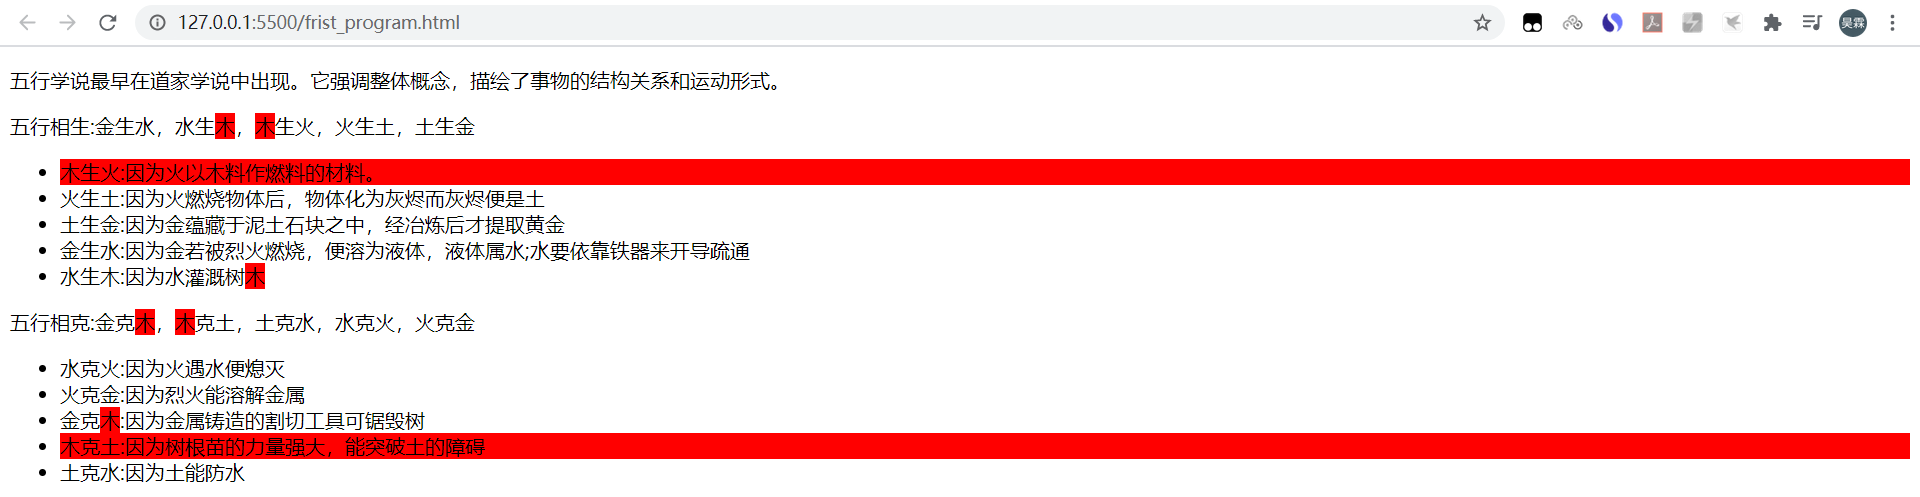 127.0.0.1:5500/frist_program.html
昊霖
五行学说最早在道家学说中出现。它强调整体概念，描绘了事物的结构关系和运动形式。
五行相生:金生水，水生木，木生火，火生土，土生金
木生火:因为火以木料作燃料的材料。
火生土:因为火燃烧物体后，物体化为灰烬而灰烬便是土
土生金:因为金蕴藏于泥土石块之中，经冶炼后才提取黄金
金生水:因为金若被烈火燃烧，便溶为液体，液体属水;水要依靠铁器来开导疏通
水生木:因为水灌溉树木
五行相克:金克木，木克土，土克水，水克火，火克金
水克火:因为火遇水便熄灭
火克金:因为烈火能溶解金属
金克木:因为金属铸造的割切工具可锯毁树
木克土:因为树根苗的力量强大，能突破土的障碍
土克水:因为土能防水